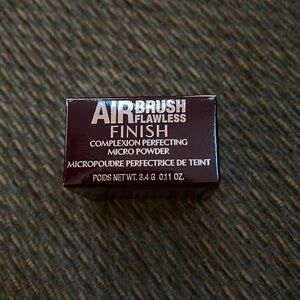 AIRBRUSH
FLAWLESS
FINISH
COMPLEXION PERFECTING
MICRO POWDER
MICROPOUDRE PERFECTRICE DE TEINT
POIDS NET WT. 3.4 G 0.11 OZ.